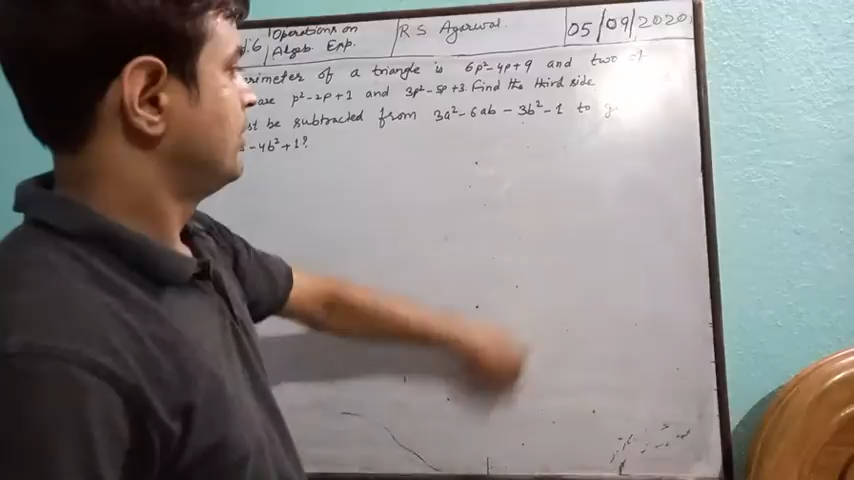 6 Operations on Algeb. Exp. R S Agarwal. 05/09/2020
rimeter of a triangle is 6p²-4p+9 and two of
are p²-2p+1 and 3p²-5p+3. Find the third side
st be subtracted from 3a²-6ab-3b²-1 to
-4b²+1?